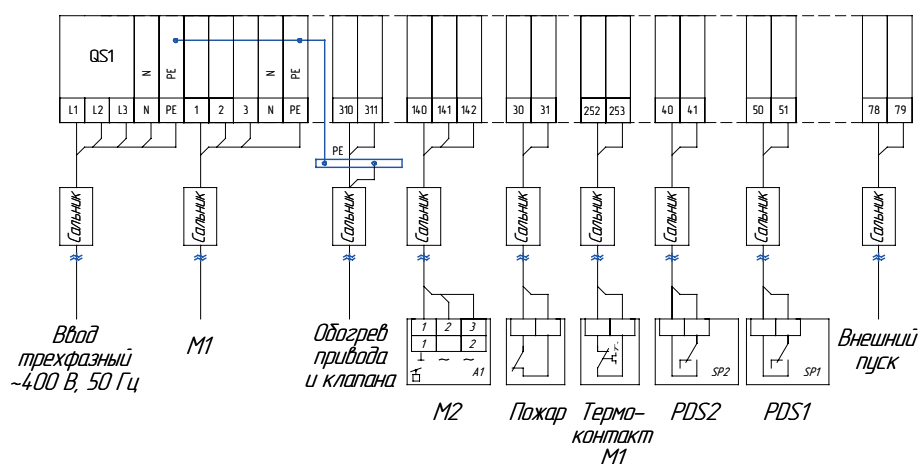 QS1
N
PE
N
PE
L1 L2 L3 N PE 1 2 3 N PE 310 311 140 141 142 30 31 252 253 40 41 50 51 78 79
PE
Сальник Сальник Сальник Сальник Сальник Сальник Сальник Сальник Сальник
1 2 3
1 2
A1 SP2 SP1
Ввод
трехфазный
~400 В, 50 Гц
М1
Обогрев
привода
и клапана
М2
Пожар
Термо-
контакт
М1
PDS2
PDS1
Внешний
пуск